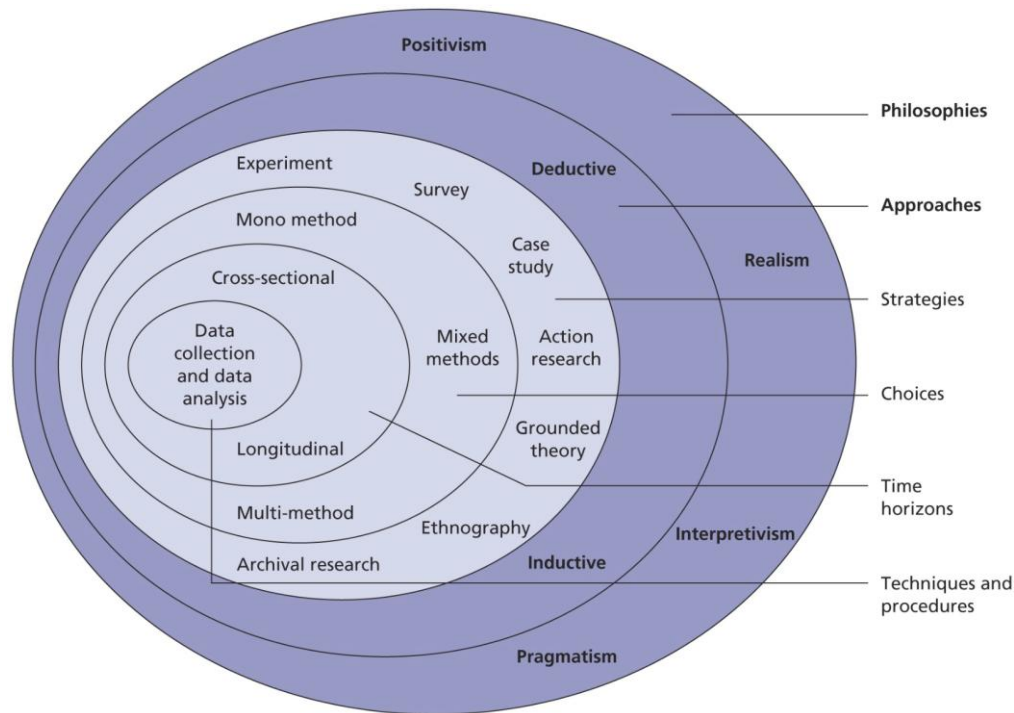 Positivism
Philosophies
Experiment
Deductive
Survey
Approaches
Mono method
Case
study
Realism
Cross-sectional
Strategies
Data
collection
and data
analysis
Mixed
methods
Action
research
Choices
Grounded
theory
Longitudinal
Time
horizons
Multi-method
Ethnography
Interpretivism
Archival research
Inductive
Techniques and
procedures
Pragmatism